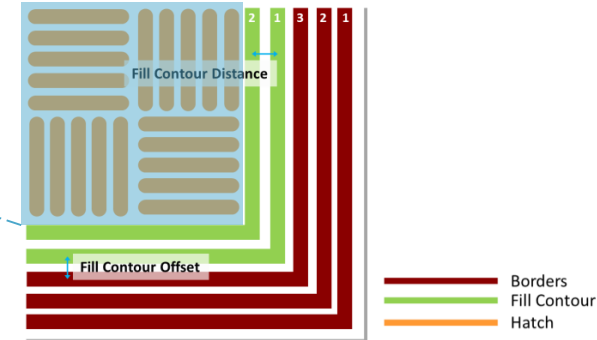 2 1 3 2 1
Fill Contour Distance
Fill Contour Offset
Borders
Fill Contour
Hatch